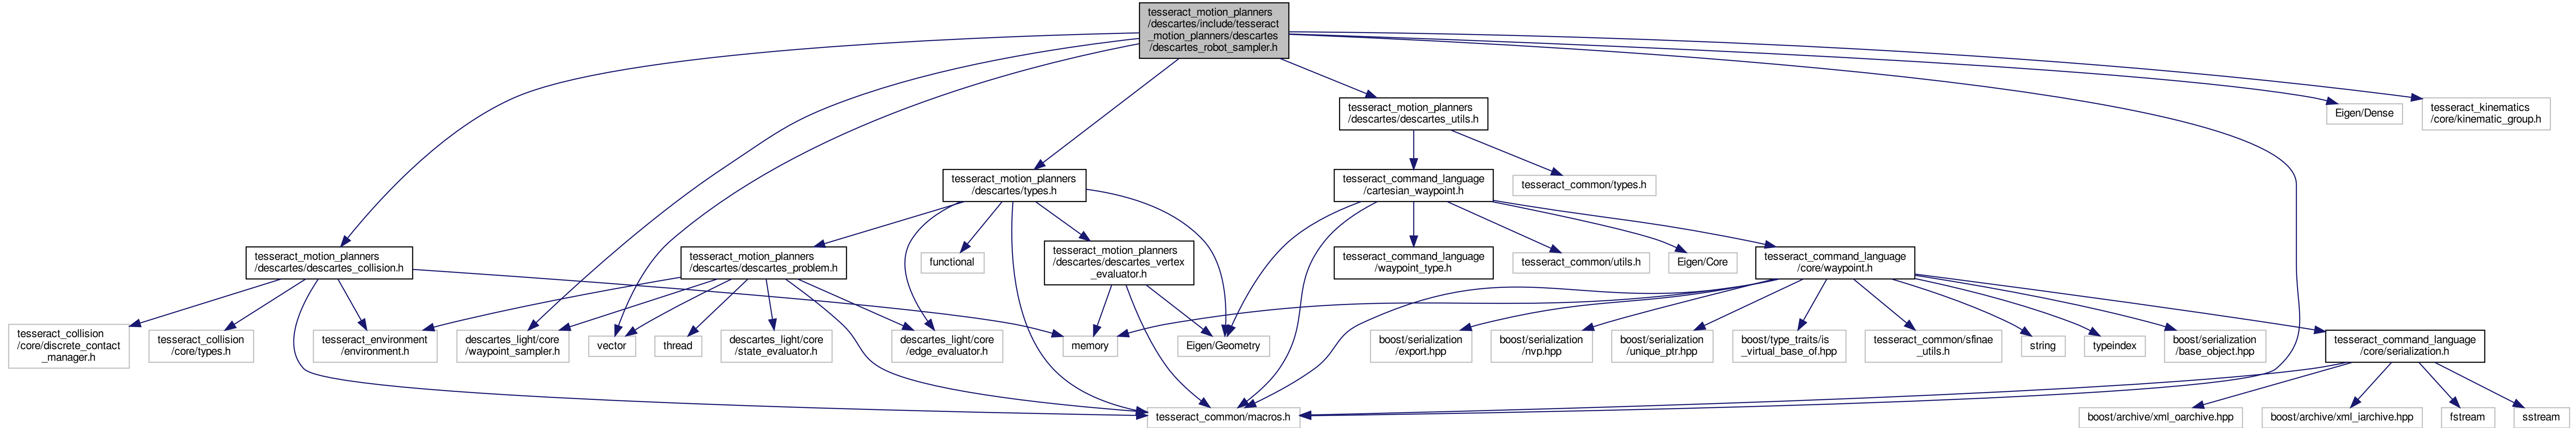 tesseract_motion_planners
/descartes/include/tesseract
_motion_planners/descartes
/descartes_robot_sampler.h
tesseract_motion_planners
/descartes/descartes_utils.h
Eigen/Dense
tesseract_kinematics
/core/kinematic_group.h
tesseract_motion_planners
/descartes/types.h
tesseract_command_language
/cartesian_waypoint.h
tesseract_common/types.h
tesseract_motion_planners
/descartes/descartes_collision.h
tesseract_motion_planners
/descartes/descartes_problem.h
functional
tesseract_motion_planners
/descartes/descartes_vertex
_evaluator.h
tesseract_command_language
/waypoint_type.h
tesseract_common/utils.h
Eigen/Core
tesseract_command_language
/core/waypoint.h
tesseract_collision
/core/discrete_contact
_manager.h
tesseract_collision
/core/types.h
tesseract_environment
/environment.h
descartes_light/core
/waypoint_sampler.h
vector
thread
descartes_light/core
/state_evaluator.h
descartes_light/core
/edge_evaluator.h
memory
Eigen/Geometry
boost/serialization
/export.hpp
boost/serialization
/nvp.hpp
boost/serialization
/unique_ptr.hpp
boost/type_traits/is
_virtual_base_of.hpp
tesseract_common/sfinae
_utils.h
string
typeindex
boost/serialization
/base_object.hpp
tesseract_command_language
/core/serialization.h
tesseract_common/macros.h
boost/archive/xml_oarchive.hpp
boost/archive/xml_iarchive.hpp
fstream
sstream